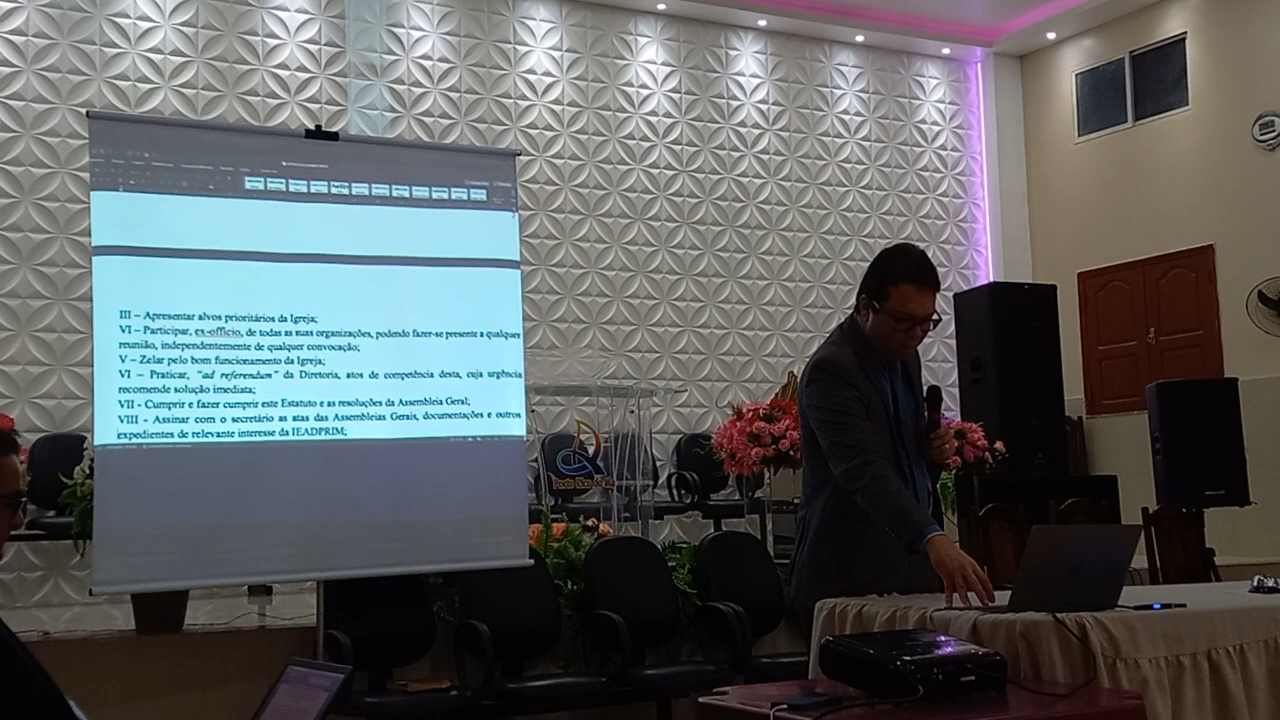 III – Apresentar alvos prioritários da Igreja;
VI – Participar, ex-officio, de todas as suas organizações, podendo fazer-se presente a qualquer
reunião, independentemente de qualquer convocação;
V – Zelar pelo bom funcionamento da Igreja;
VI – Praticar, “ad referendum” da Diretoria, atos de competência desta, cuja urgência
recomende solução imediata;
VII - Cumprir e fazer cumprir este Estatuto e as resoluções da Assembleia Geral;
VIII - Assinar com o secretário as atas das Assembleias Gerais, documentações e outros
expedientes de relevante interesse da IEADPRIM;
Porto Rico do